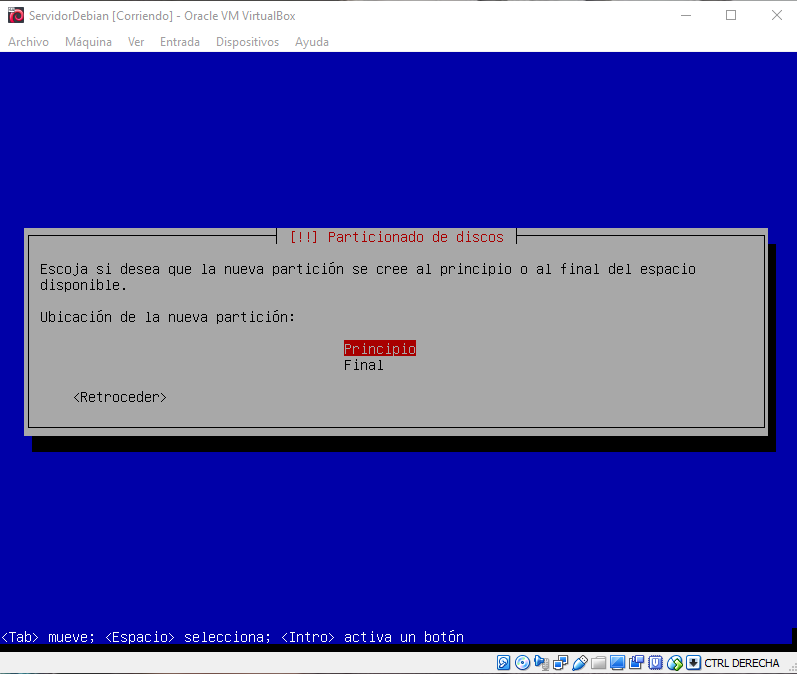 ServidorDebian [Corriendo] - Oracle VM VirtualBox
Archivo Máquina Ver Entrada Dispositivos Ayuda
[!!] Particionado de discos
Escoja si desea que la nueva partición se cree al principio o al final del espacio
disponible.
Ubicación de la nueva partición:
Principio
Final
<Retroceder>
<Tab> mueve; <Espacio> selecciona; <Intro> activa un botón
CTRL DERECHA